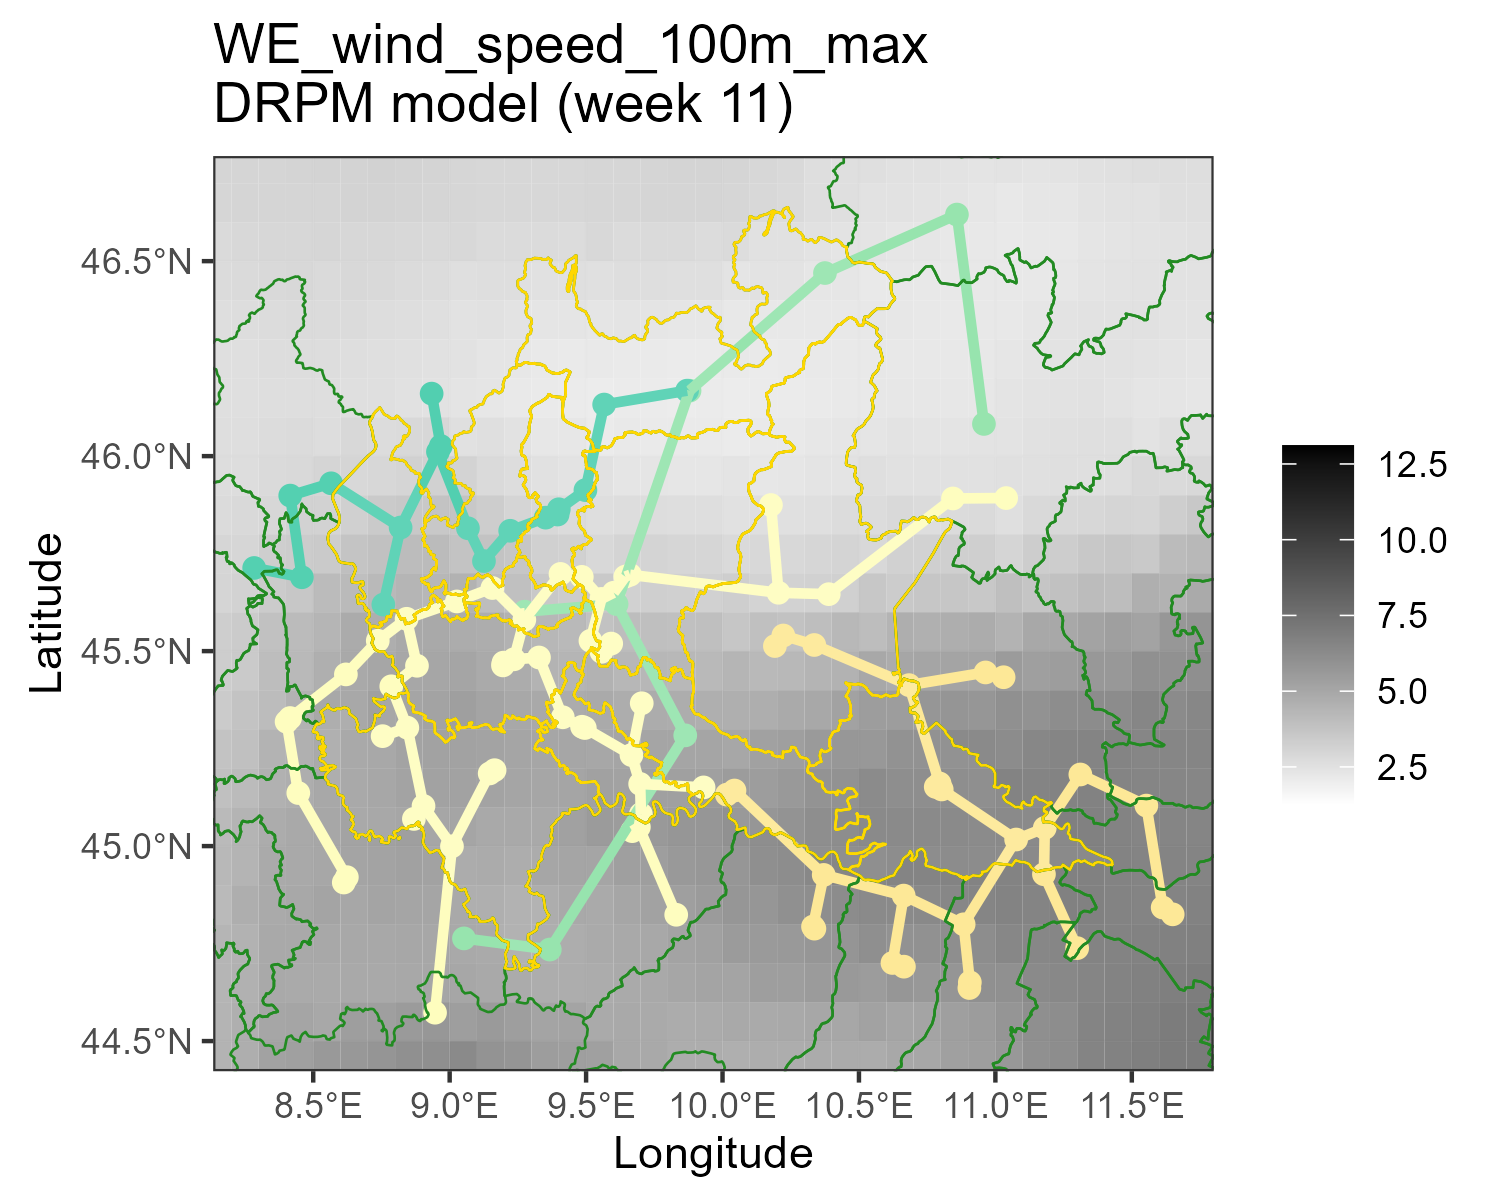 WE_wind_speed_100m_max
DRPM model (week 11)
46.5°N
46.0°N
45.5°N
45.0°N
44.5°N
Latitude
8.5°E 9.0°E 9.5°E 10.0°E 10.5°E 11.0°E 11.5°E
Longitude
12.5
10.0
7.5
5.0
2.5